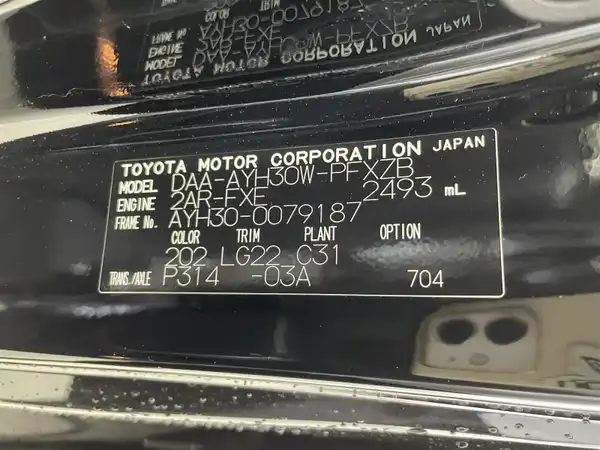 TOYOTA MOTOR CORPORATION JAPAN
MODEL DAA-AYH30W-PFXZB
ENGINE 2AR-FXE 2493 mL
FRAME No. AYH30-0079187
COLOR TRIM PLANT OPTION
202 LG22 C31
TRANS./AXLE P314 -03A 704